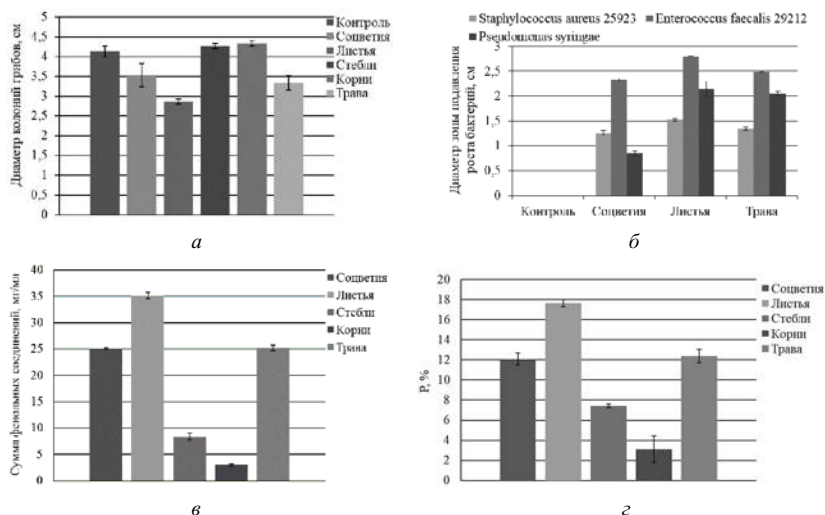 Диаметр колоний грибов, см
5
4,5
4
3,5
3
2,5
2
1,5
1
0,5
0
Контроль
Соцветия
Листья
Стебли
Корни
Трава
а
Staphylococcus aureus 25923
Enterococcus faecalis 29212
Pseudomonas syringae
Диаметр зоны подавления
роста бактерий, см
3
2,5
2
1,5
1
0,5
0
Контроль
Соцветия
Листья
Трава
б
Сумма фенольных соединений, мг/мл
40
35
30
25
20
15
10
5
0
Соцветия
Листья
Стебли
Корни
Трава
в
Р, %
20
18
16
14
12
10
8
6
4
2
0
Соцветия
Листья
Стебли
Корни
Трава
г